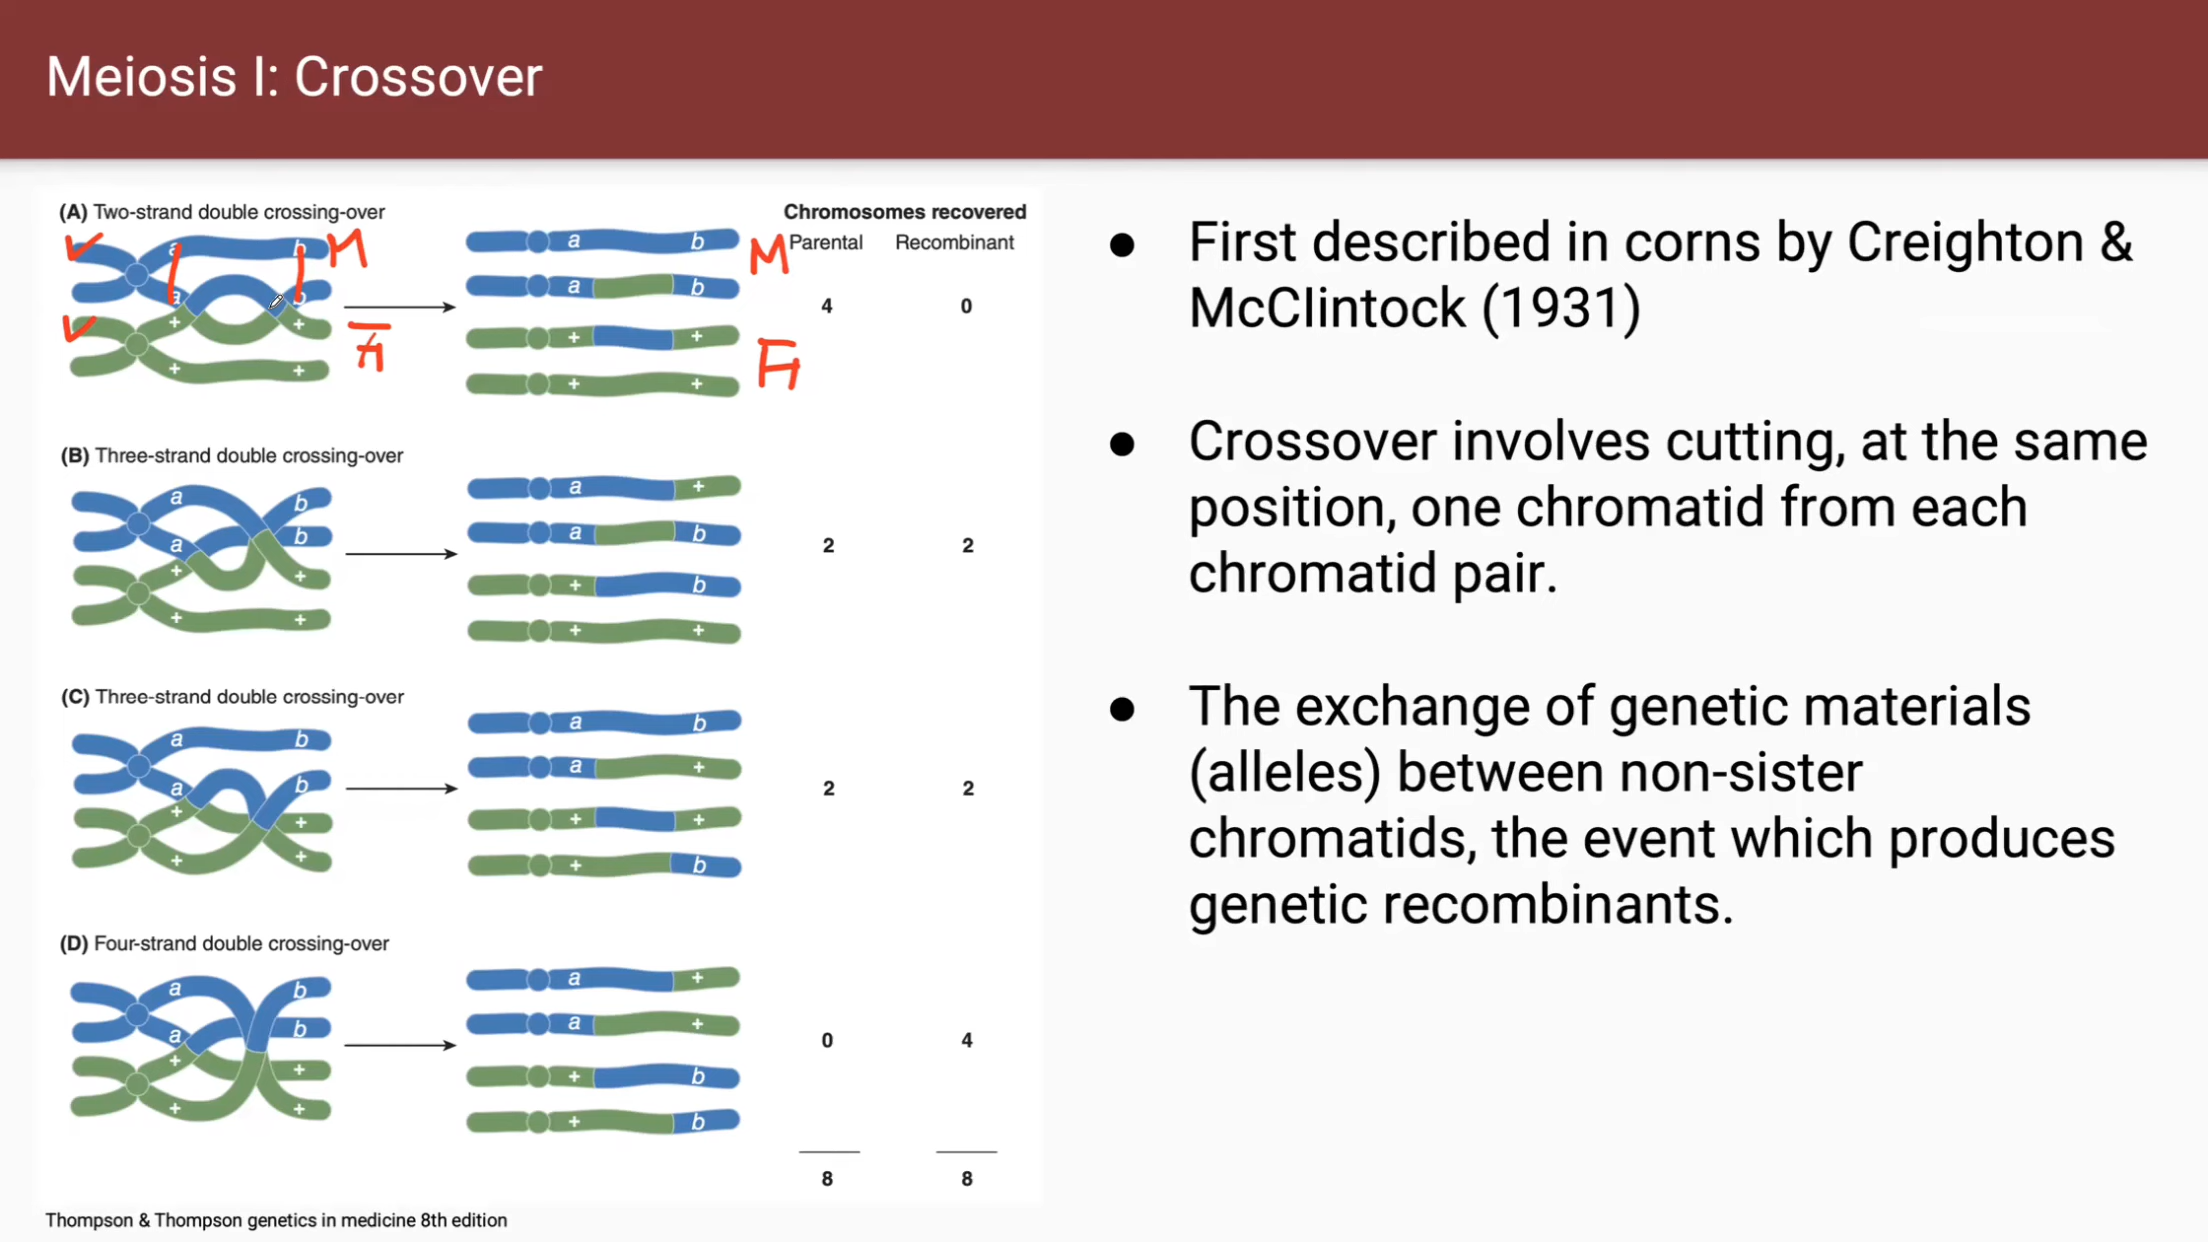 Meiosis I: Crossover
(A) Two-strand double crossing-over
Chromosomes recovered
Parental Recombinant
a b M
a b
+ +
+ +
a b M
a b
+ +
+ +
4 0
(B) Three-strand double crossing-over
a b
a b
+ +
+ +
a +
a b
+ b
+ +
2 2
(C) Three-strand double crossing-over
a b
a b
+ +
+ +
a b
a +
+ +
+ b
2 2
(D) Four-strand double crossing-over
a b
a b
+ +
+ +
a +
a +
+ b
+ b
0 4
8 8
Thompson & Thompson genetics in medicine 8th edition
● First described in corns by Creighton &
McClintock (1931)
● Crossover involves cutting, at the same
position, one chromatid from each
chromatid pair.
● The exchange of genetic materials
(alleles) between non-sister
chromatids, the event which produces
genetic recombinants.